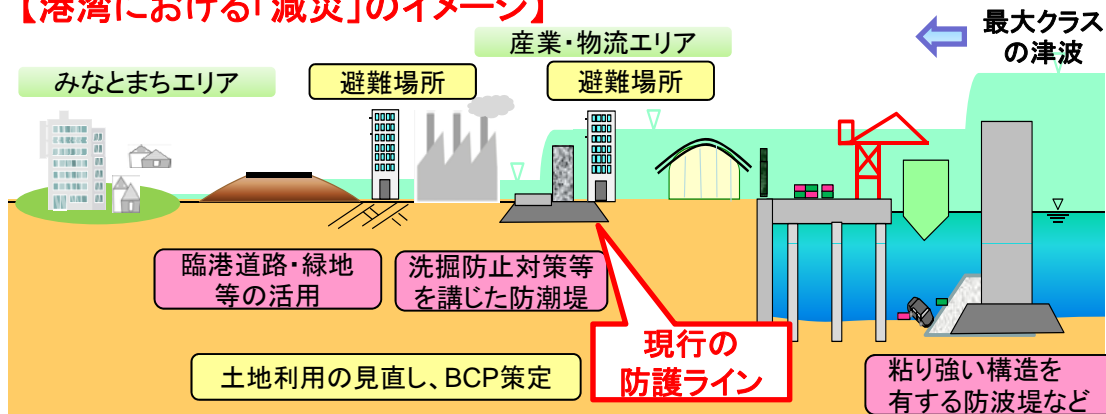 【港湾における「減災」のイメージ】
最大クラス
の津波
産業・物流エリア
みなとまちエリア
避難場所
避難場所
臨港道路・緑地
等の活用
洗掘防止対策等
を講じた防潮堤
現行の
防護ライン
土地利用の見直し、BCP策定
粘り強い構造を
有する防波堤など